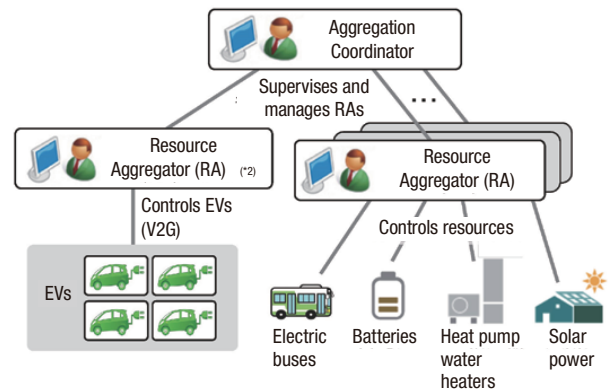 Aggregation
Coordinator
Supervises and
manages RAs
...
Resource
Aggregator (RA) (*2)
Resource
Aggregator (RA)
Controls EVs
(V2G)
Controls resources
EVs
Electric
buses
Batteries
Heat pump
water
heaters
Solar
power